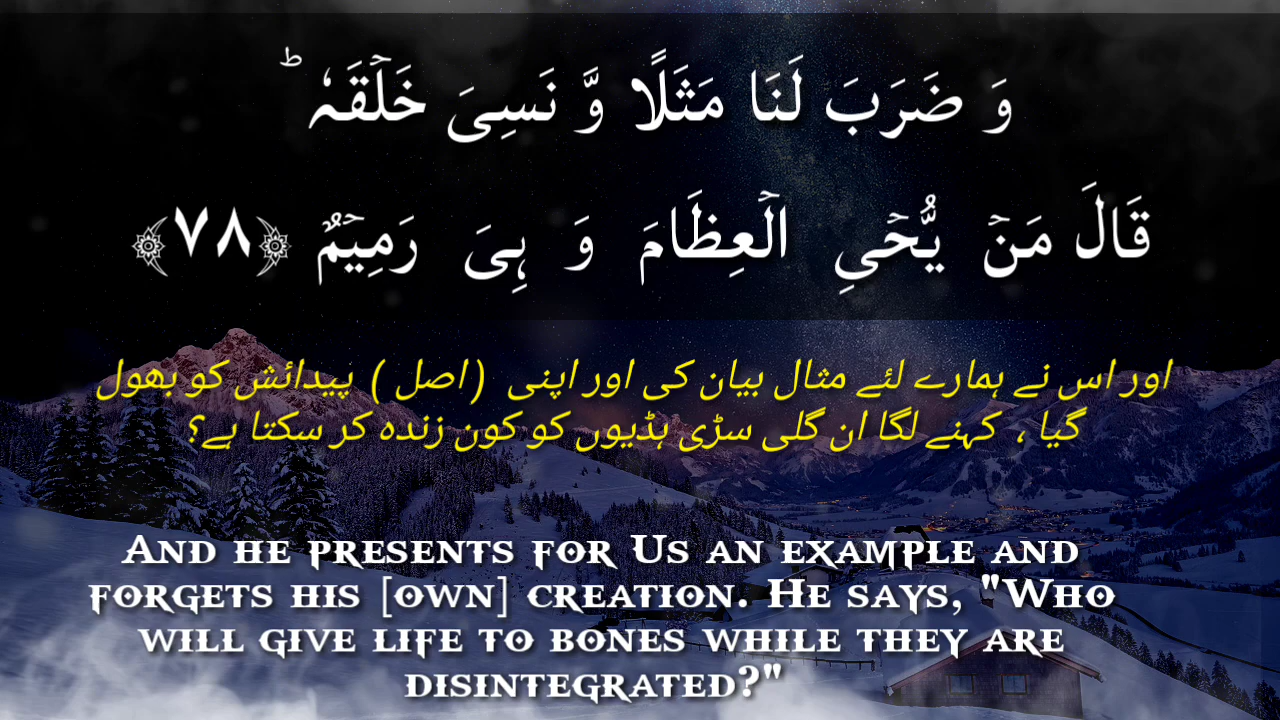 وَ ضَرَبَ لَنَا مَثَلًا وَّ نَسِیَ خَلۡقَہٗ ؕ
قَالَ مَنۡ یُّحۡیِ الۡعِظَامَ وَ ہِیَ رَمِیۡمٌ ﴿۷۸﴾
اور اس نے ہمارے لئے مثال بیان کی اور اپنی ( اصل ) پیدائش کو بھول
گیا ، کہنے لگا ان گلی سڑی ہڈیوں کو کون زندہ کر سکتا ہے؟
And he presents for Us an example and
forgets his [own] creation. He says, "Who
will give life to bones while they are
disintegrated?"